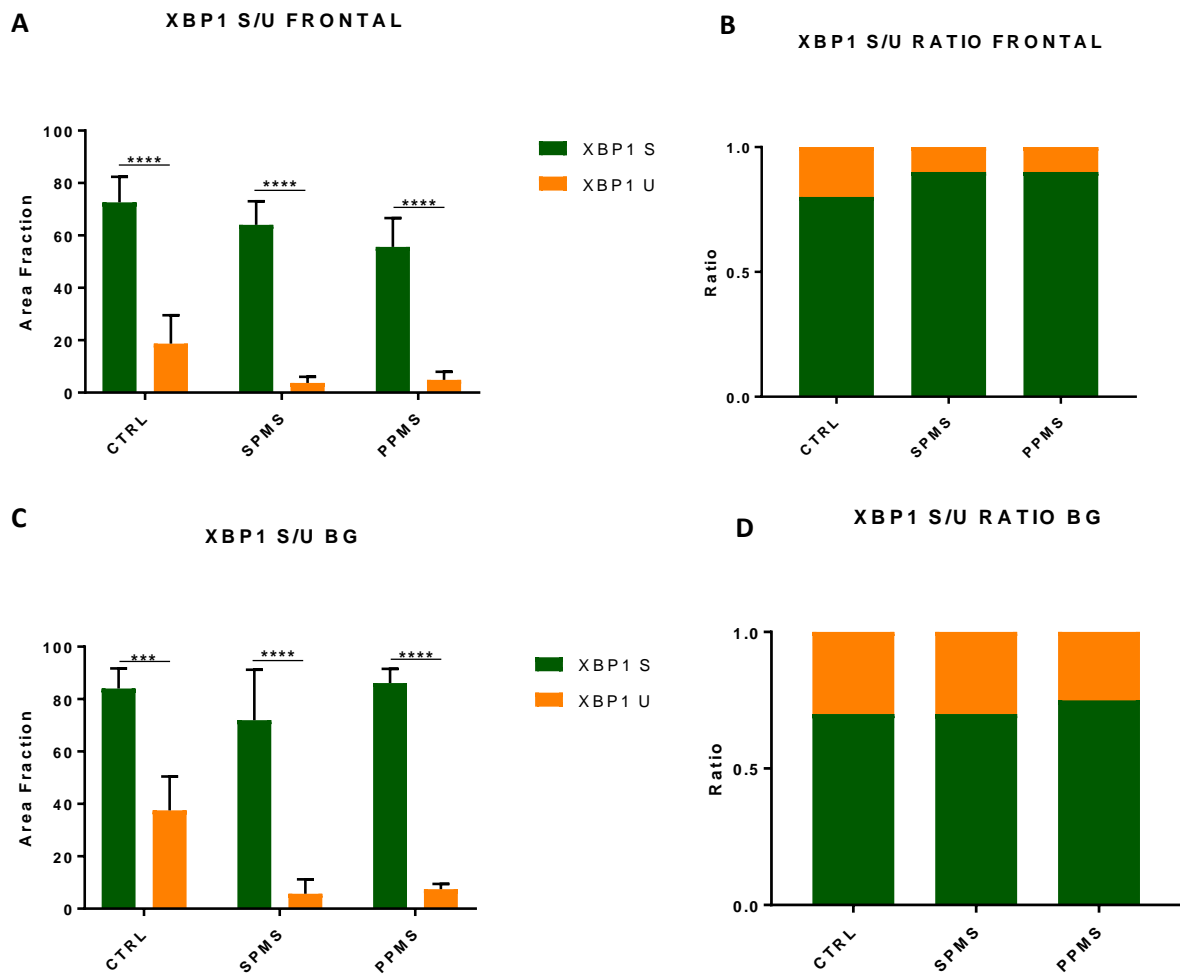 A
XBP1 S/U FRONTAL
100
80
60
40
20
0
Area Fraction
****
****
****
CTRL
SPMS
PPMS
XBP1 S
XBP1 U
B
XBP1 S/U RATIO FRONTAL
1.0
0.5
0.0
Ratio
CTRL
SPMS
PPMS
C
XBP1 S/U BG
100
80
60
40
20
0
Area Fraction
***
****
****
CTRL
SPMS
PPMS
XBP1 S
XBP1 U
D
XBP1 S/U RATIO BG
1.0
0.5
0.0
Ratio
CTRL
SPMS
PPMS